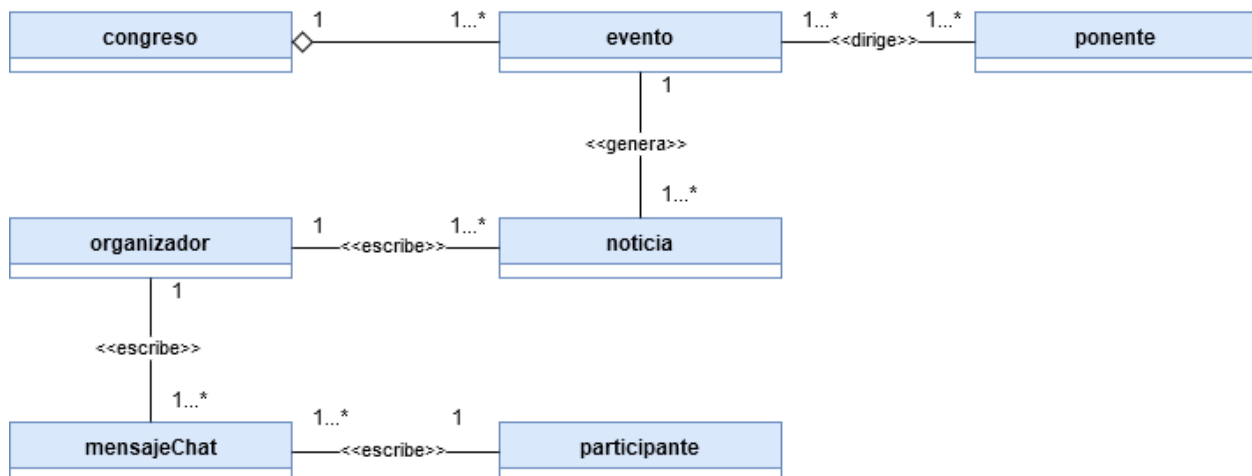 congreso
1
1...*
evento
1...*
<<dirige>>
1...*
ponente
1
<<genera>>
1...*
organizador
1
<<escribe>>
1...*
noticia
1
<<escribe>>
1...*
mensajeChat
1...*
<<escribe>>
1
participante